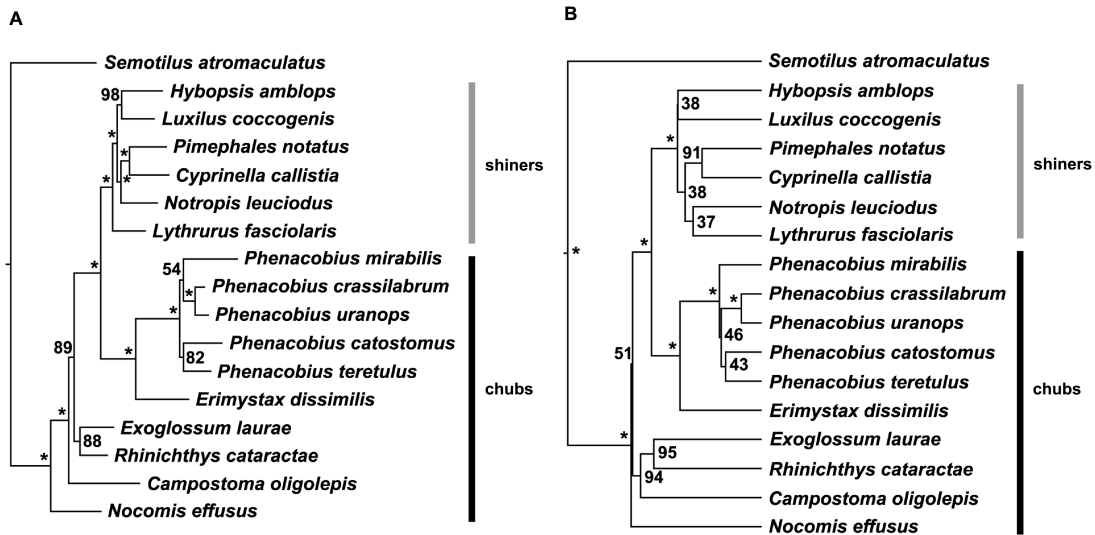 A
Semotilus atromaculatus
98
Hybopsis amblops
Luxilus coccogenis
*
*
Pimephales notatus
*
*
Cyprinella callistia
Notropis leuciodus
Lythrurus fasciolaris
shiners
*
54
Phenacobius mirabilis
*
Phenacobius crassilabrum
*
Phenacobius uranops
Phenacobius catostomus
89
*
82
Phenacobius teretulus
Erimystax dissimilis
chubs
*
Exoglossum laurae
88
Rhinichthys cataractae
*
Campostoma oligolepis
Nocomis effusus
B
Semotilus atromaculatus
Hybopsis amblops
38
Luxilus coccogenis
*
91
Pimephales notatus
Cyprinella callistia
38
Notropis leuciodus
37
Lythrurus fasciolaris
shiners
*
*
Phenacobius mirabilis
*
*
Phenacobius crassilabrum
Phenacobius uranops
46
51
*
Phenacobius catostomus
43
Phenacobius teretulus
Erimystax dissimilis
chubs
*
Exoglossum laurae
95
Rhinichthys cataractae
94
Campostoma oligolepis
Nocomis effusus